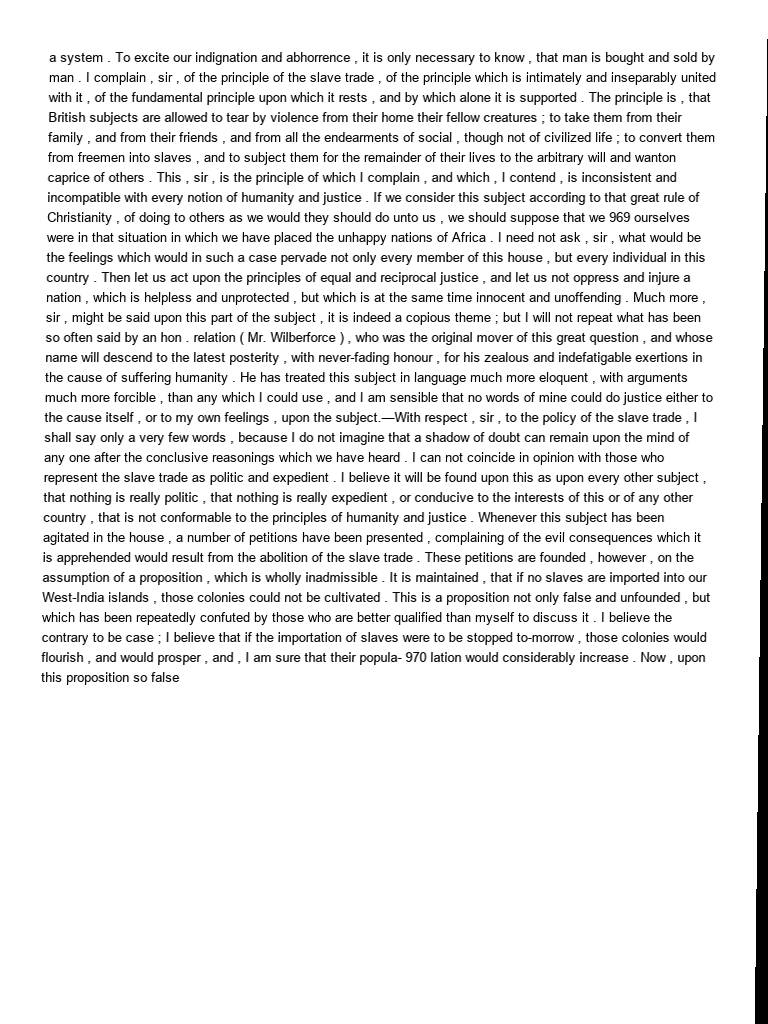 a system . To excite our indignation and abhorrence , it is only necessary to know , that man is bought and sold by
man . I complain , sir , of the principle of the slave trade , of the principle which is intimately and inseparably united
with it , of the fundamental principle upon which it rests , and by which alone it is supported . The principle is , that
British subjects are allowed to tear by violence from their home their fellow creatures ; to take them from their
family , and from their friends , and from all the endearments of social , though not of civilized life ; to convert them
from freemen into slaves , and to subject them for the remainder of their lives to the arbitrary will and wanton
caprice of others . This , sir , is the principle of which I complain , and which , I contend , is inconsistent and
incompatible with every notion of humanity and justice . If we consider this subject according to that great rule of
Christianity , of doing to others as we would they should do unto us , we should suppose that we 969 ourselves
were in that situation in which we have placed the unhappy nations of Africa . I need not ask , sir , what would be
the feelings which would in such a case pervade not only every member of this house , but every individual in this
country . Then let us act upon the principles of equal and reciprocal justice , and let us not oppress and injure a
nation , which is helpless and unprotected , but which is at the same time innocent and unoffending . Much more ,
sir , might be said upon this part of the subject , it is indeed a copious theme ; but I will not repeat what has been
so often said by an hon . relation ( Mr. Wilberforce ) , who was the original mover of this great question , and whose
name will descend to the latest posterity , with never-fading honour , for his zealous and indefatigable exertions in
the cause of suffering humanity . He has treated this subject in language much more eloquent , with arguments
much more forcible , than any which I could use , and I am sensible that no words of mine could do justice either to
the cause itself , or to my own feelings , upon the subject.—With respect , sir , to the policy of the slave trade , I
shall say only a very few words , because I do not imagine that a shadow of doubt can remain upon the mind of
any one after the conclusive reasonings which we have heard . I can not coincide in opinion with those who
represent the slave trade as politic and expedient . I believe it will be found upon this as upon every other subject ,
that nothing is really politic , that nothing is really expedient , or conducive to the interests of this or of any other
country , that is not conformable to the principles of humanity and justice . Whenever this subject has been
agitated in the house , a number of petitions have been presented , complaining of the evil consequences which it
is apprehended would result from the abolition of the slave trade . These petitions are founded , however , on the
assumption of a proposition , which is wholly inadmissible . It is maintained , that if no slaves are imported into our
West-India islands , those colonies could not be cultivated . This is a proposition not only false and unfounded , but
which has been repeatedly confuted by those who are better qualified than myself to discuss it . I believe the
contrary to be case ; I believe that if the importation of slaves were to be stopped to-morrow , those colonies would
flourish , and would prosper , and , I am sure that their popula- 970 lation would considerably increase . Now , upon
this proposition so false